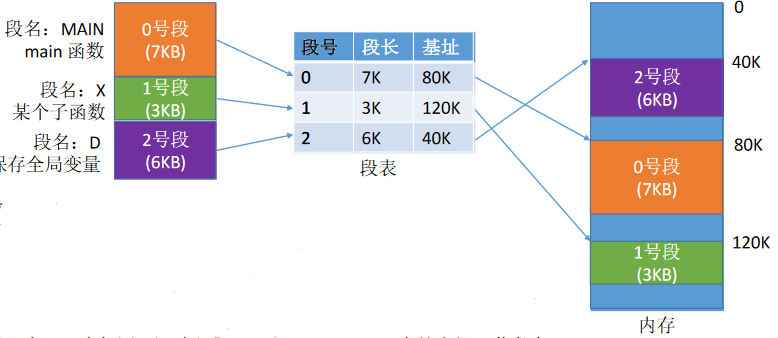 段名：MAIN
main 函数
0号段
(7KB)
段名：X
某个子函数
1号段
(3KB)
段名：D
保存全局变量
2号段
(6KB)
段号 段长 基址
0 7K 80K
1 3K 120K
2 6K 40K
段表
0
40K
2号段
(6KB)
80K
0号段
(7KB)
120K
1号段
(3KB)
内存